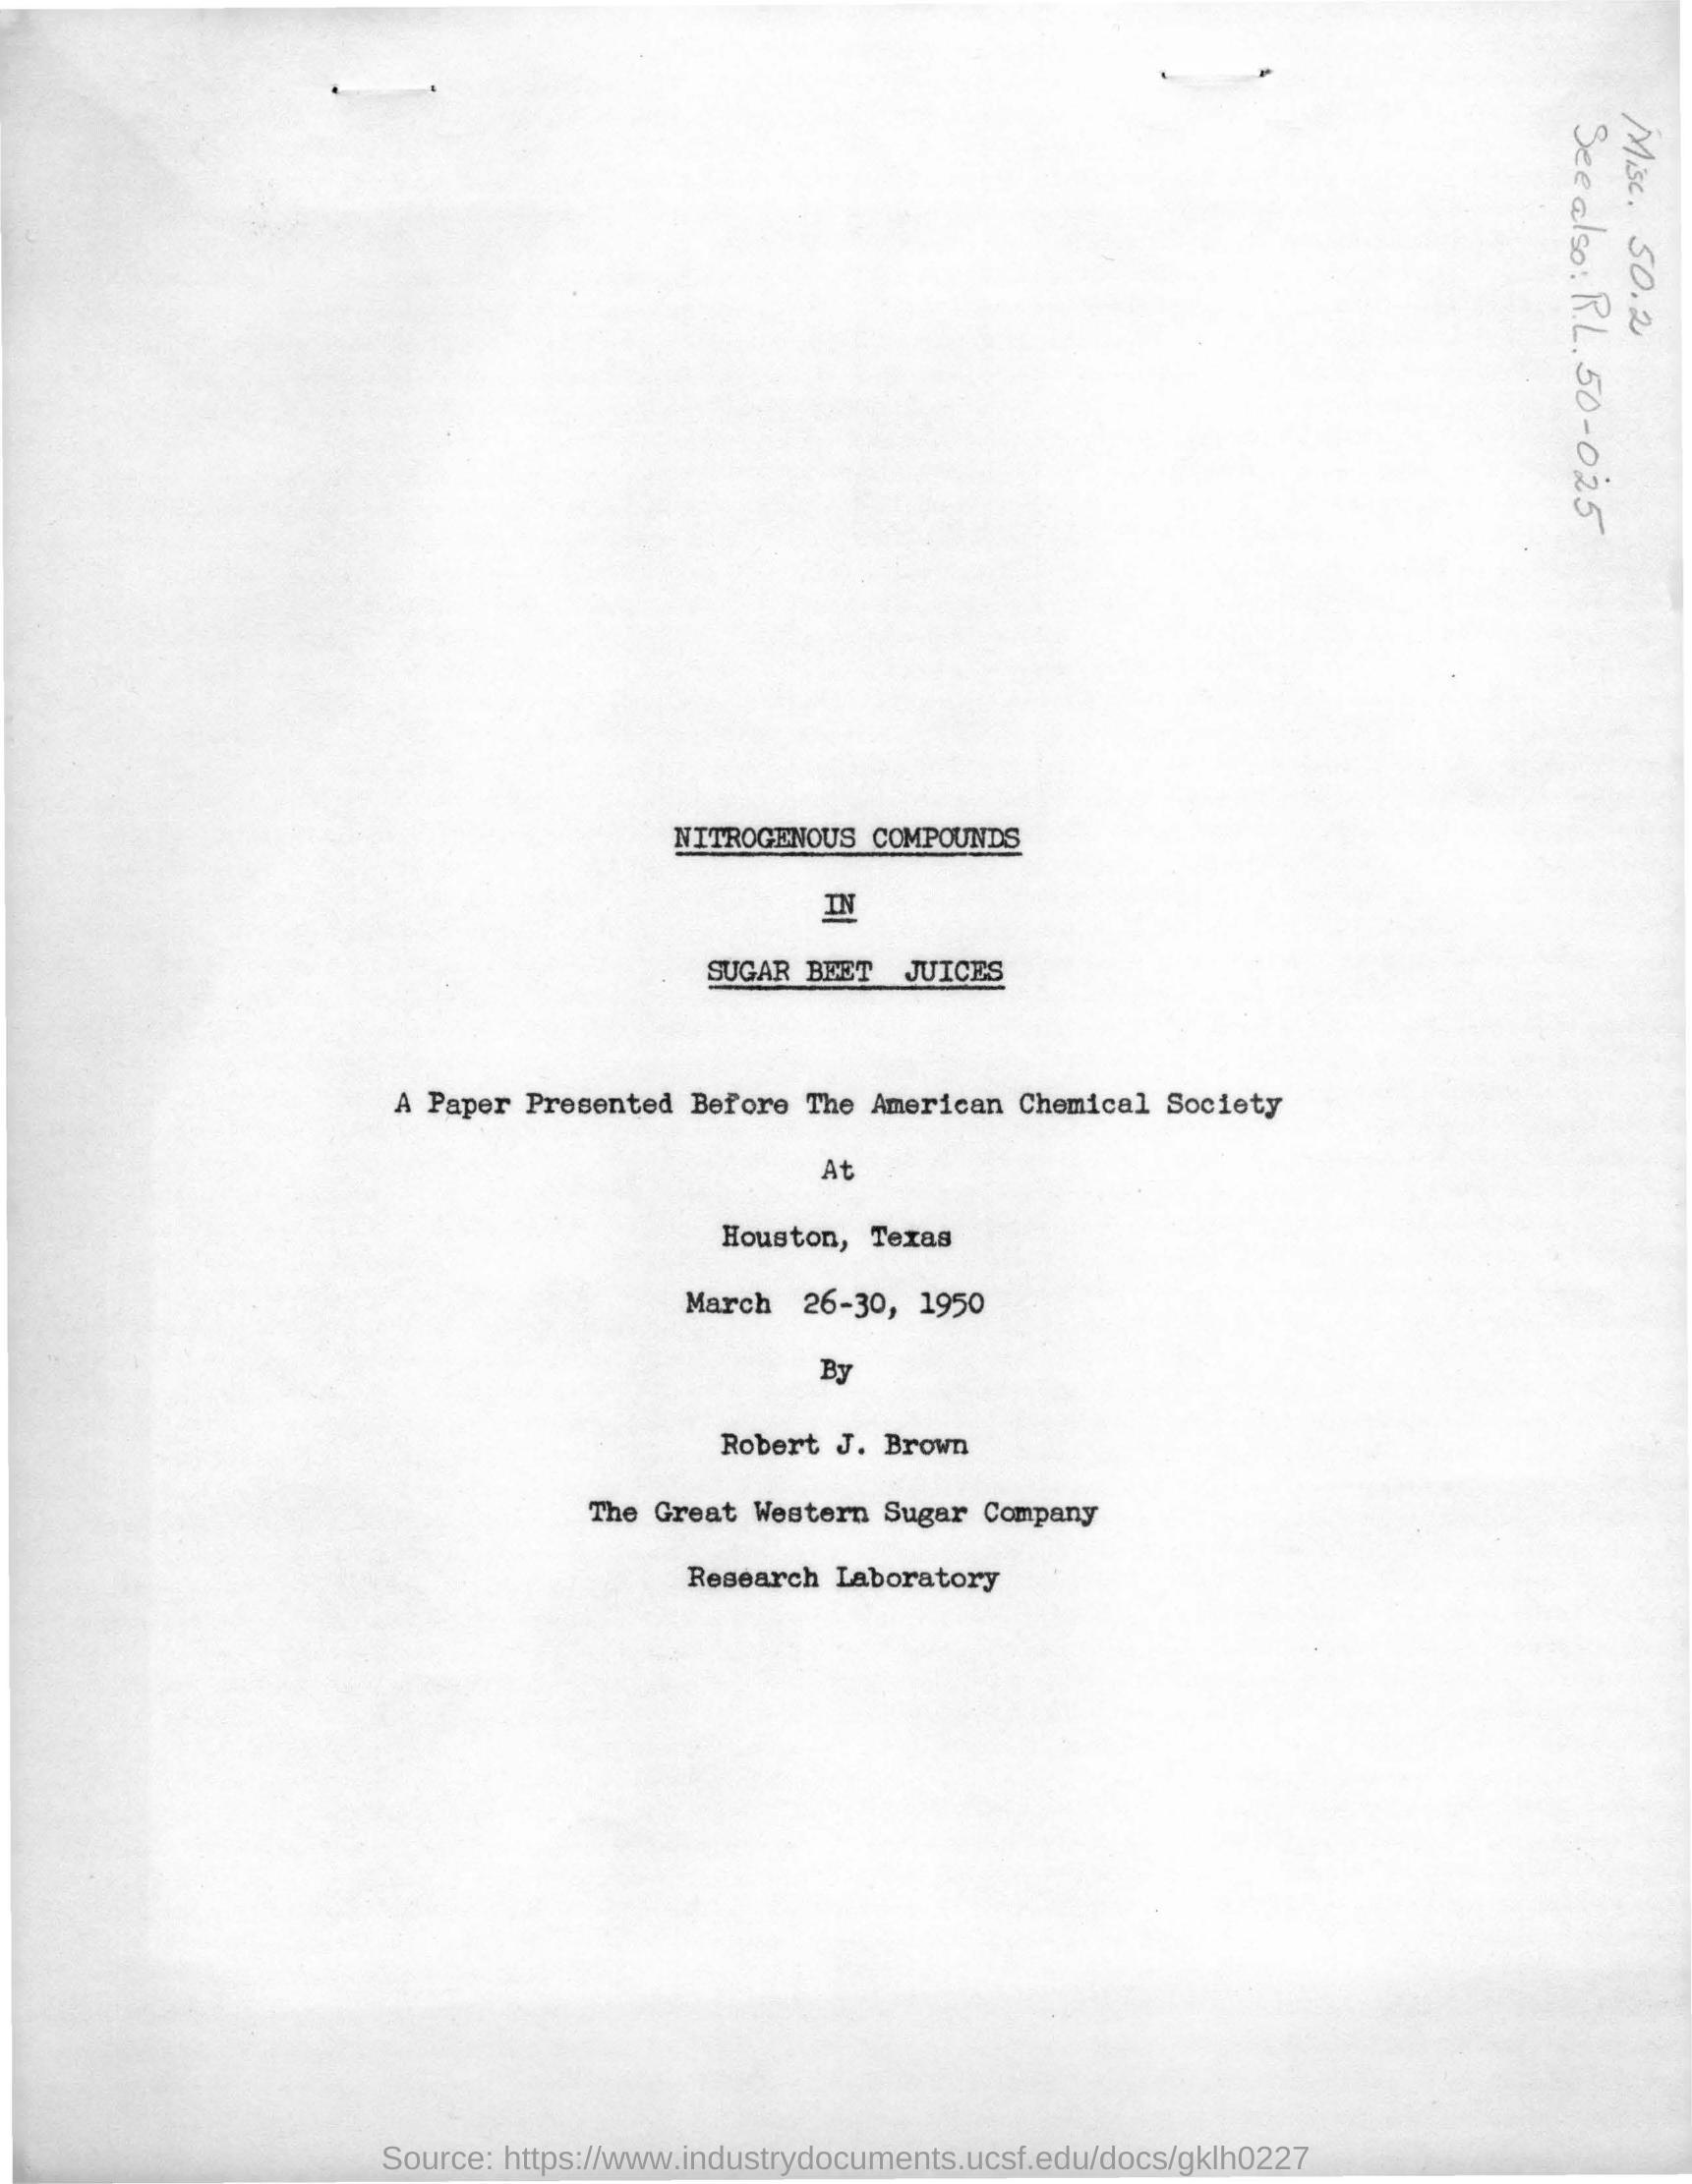 Misc. 50.2
See also: R.L. 50-025
NITROGENOUS COMPOUNDS
IN
SUGAR BEET JUICES
A Paper Presented Before The American Chemical Society
At
Houston, Texas
March 26-30, 1950
By
Robert J. Brown
The Great Western Sugar Company
Research Laboratory
Source: https://www.industrydocuments.ucsf.edu/docs/gklh0227